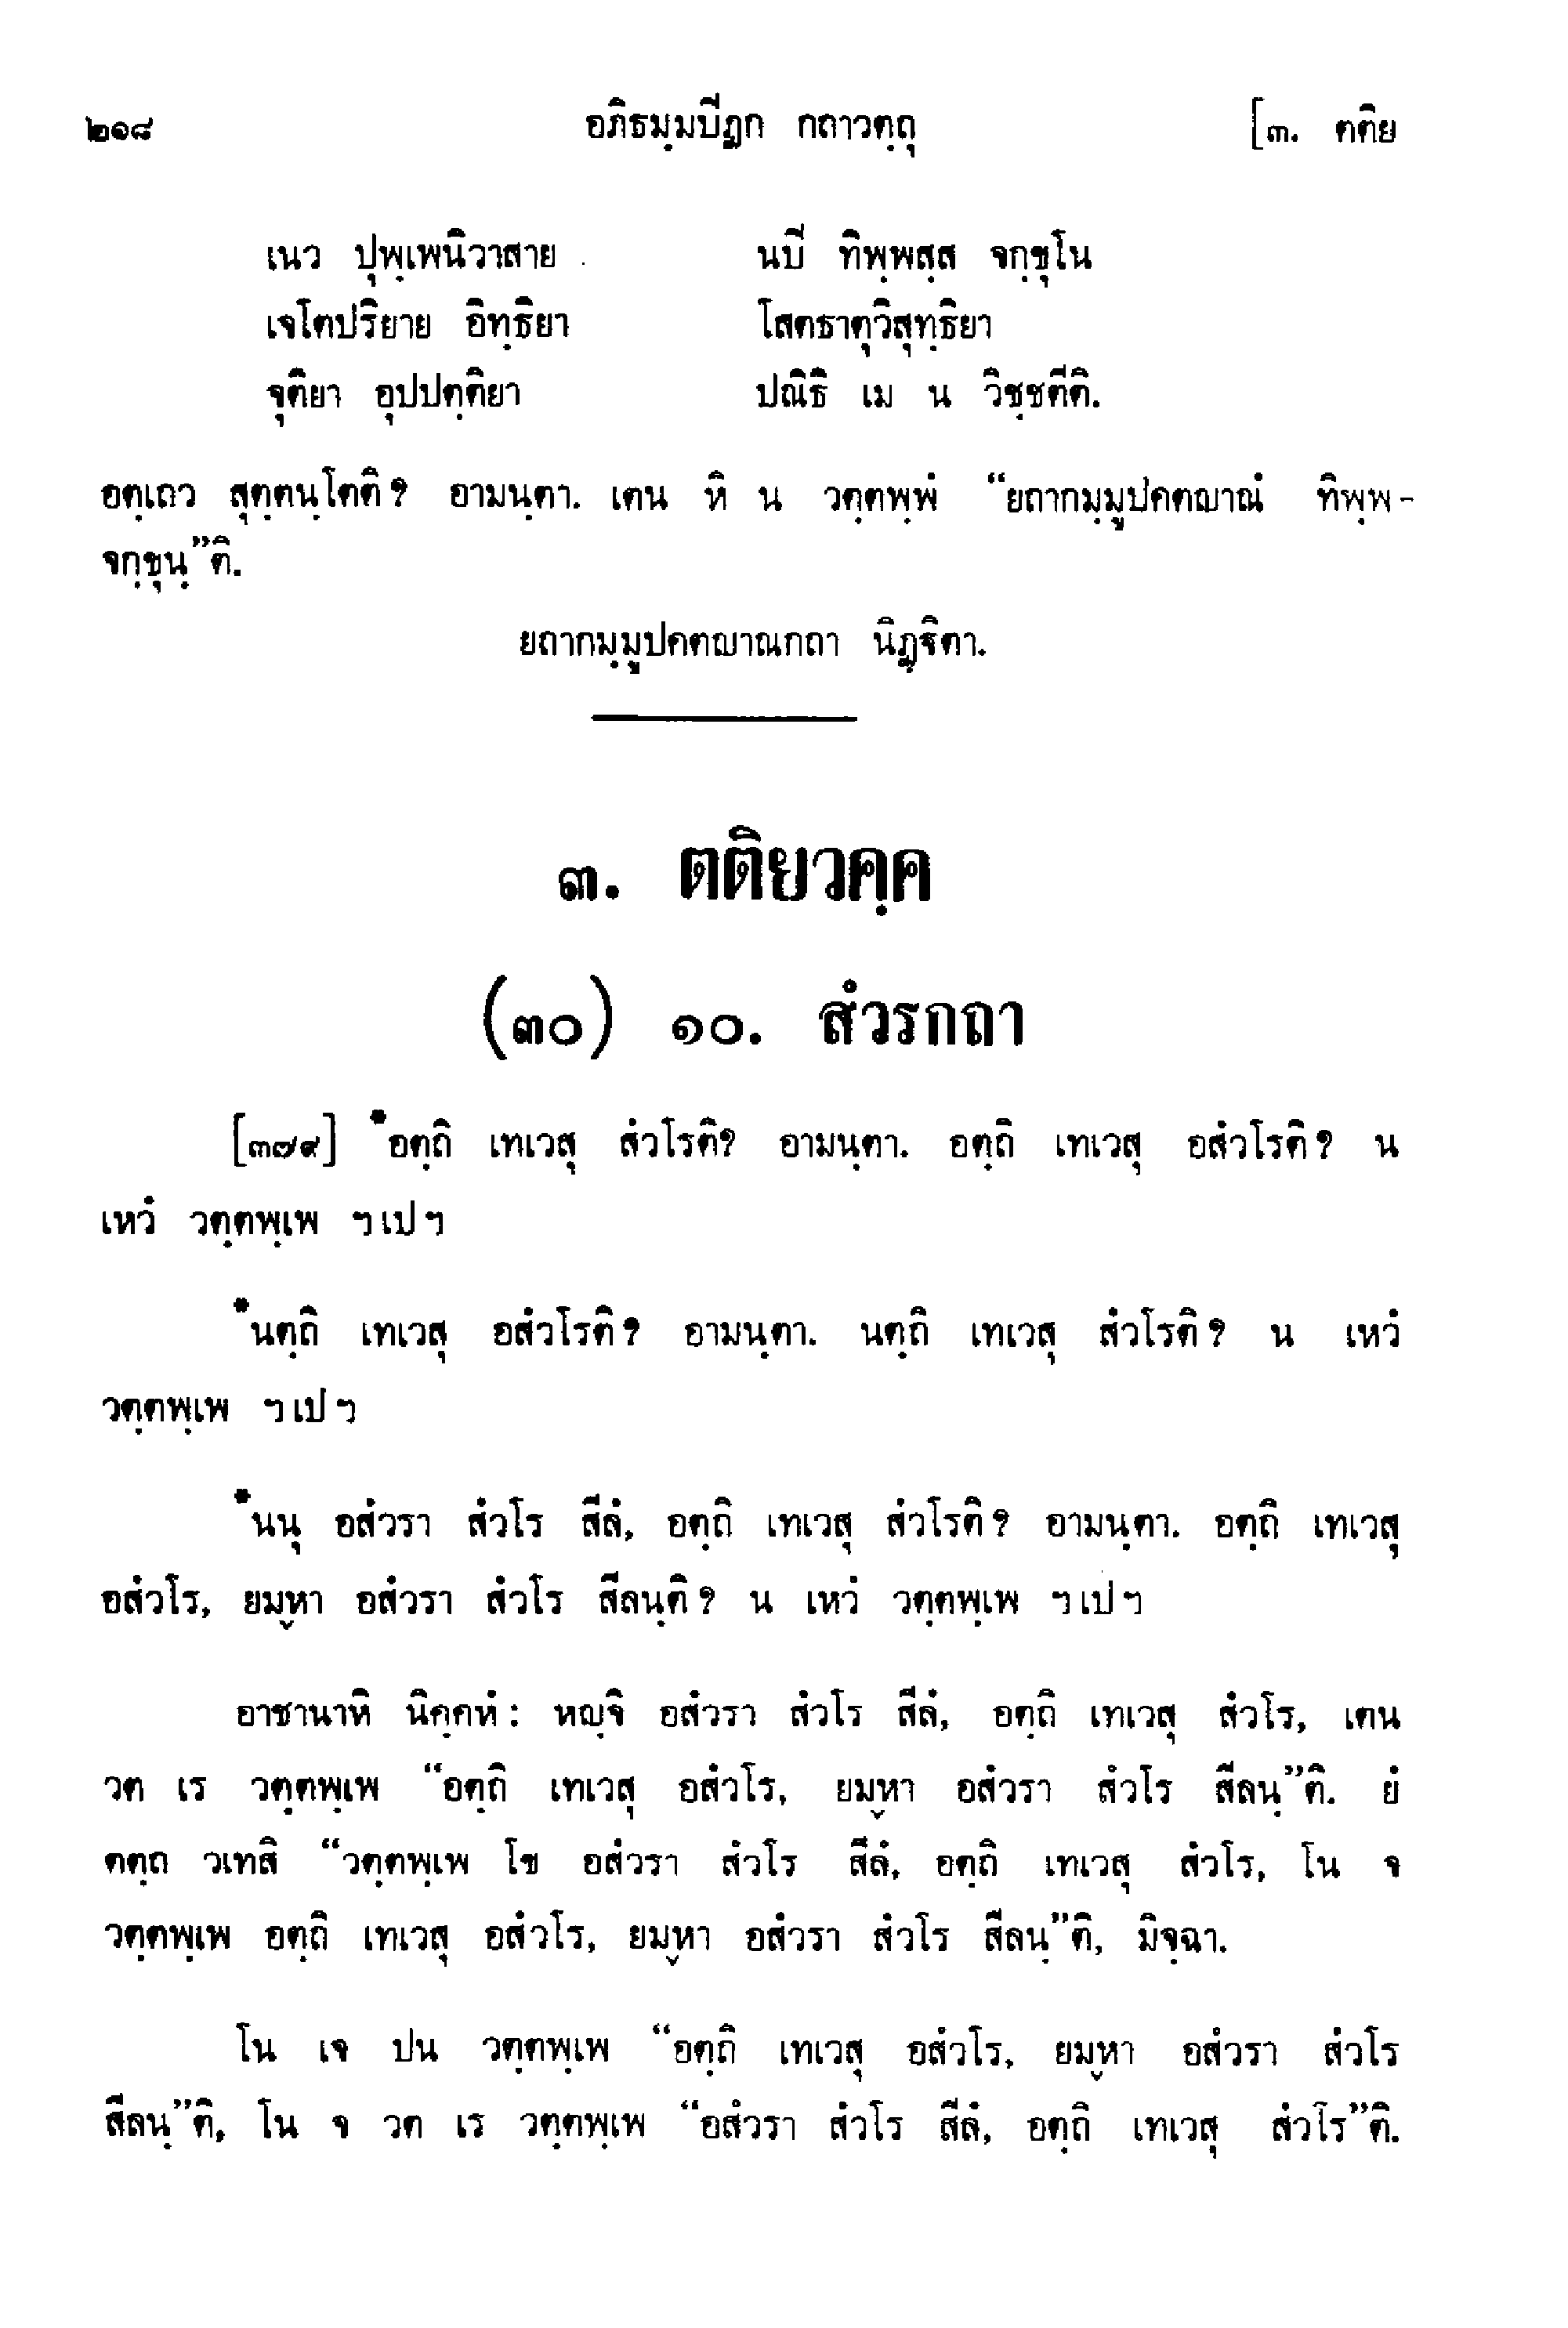 ๒๑๘ อภิธมฺมปิฏก กถาวตฺถุ [๓. ตติย
เนว ปุพฺเพนิวาสาย นปิ ทิพฺพสฺส จกฺขุโน
เจโตปริยาย อิทฺธิยา โสตธาตุวิสุทฺธิยา
จุติยา อุปปตฺติยา ปณิธิ เม น วิชฺชตีติ.
อตฺเถว สุตฺตนฺโตติ? อามนฺตา. เตน หิ น วตฺตพฺพํ “ยถากมฺมูปคตญาณํ ทิพฺพ-
จกฺขุนฺ”ติ.
ยถากมฺมูปคตญาณกถา นิฏฺฐิตา.
๓. ตติยวคฺค
(๓๐) ๑๐. สํวรกถา
[๓๗๙] *อตฺถิ เทเวสุ สํวโรติ? อามนฺตา. อตฺถิ เทเวสุ อสํวโรติ? น
เหวํ วตฺตพฺเพ ฯเปฯ
*นตฺถิ เทเวสุ อสํวโรติ? อามนฺตา. นตฺถิ เทเวสุ สํวโรติ? น เหวํ
วตฺตพฺเพ ฯเปฯ
*นนุ อสํวรา สํวโร สีลํ, อตฺถิ เทเวสุ สํวโรติ? อามนฺตา. อตฺถิ เทเวสุ
อสํวโร, ยมฺหา อสํวรา สํวโร สีลนฺติ? น เหวํ วตฺตพฺเพ ฯเปฯ
อาชานาหิ นิคฺคหํ: หญฺจิ อสํวรา สํวโร สีลํ, อตฺถิ เทเวสุ สํวโร, เตน
วต เร วตฺตพฺเพ “อตฺถิ เทเวสุ อสํวโร, ยมฺหา อสํวรา สํวโร สีลนฺ”ติ. ยํ
ตตฺถ วเทสิ “วตฺตพฺเพ โข อสํวรา สํวโร สีลํ, อตฺถิ เทเวสุ สํวโร, โน จ
วตฺตพฺเพ อตฺถิ เทเวสุ อสํวโร, ยมฺหา อสํวรา สํวโร สีลนฺ”ติ, มิจฺฉา.
โน เจ ปน วตฺตพฺเพ “อตฺถิ เทเวสุ อสํวโร, ยมฺหา อสํวรา สํวโร
สีลนฺ”ติ, โน จ วต เร วตฺตพฺเพ “อสํวรา สํวโร สีลํ, อตฺถิ เทเวสุ สํวโร”ติ.